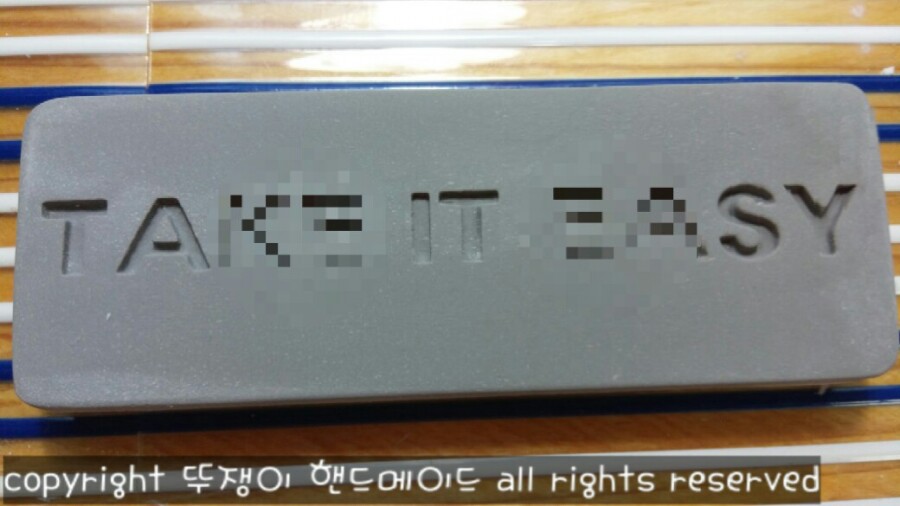 TAKE IT EASY
copyright 뚜쟁이 핸드메이드 all rights reserved